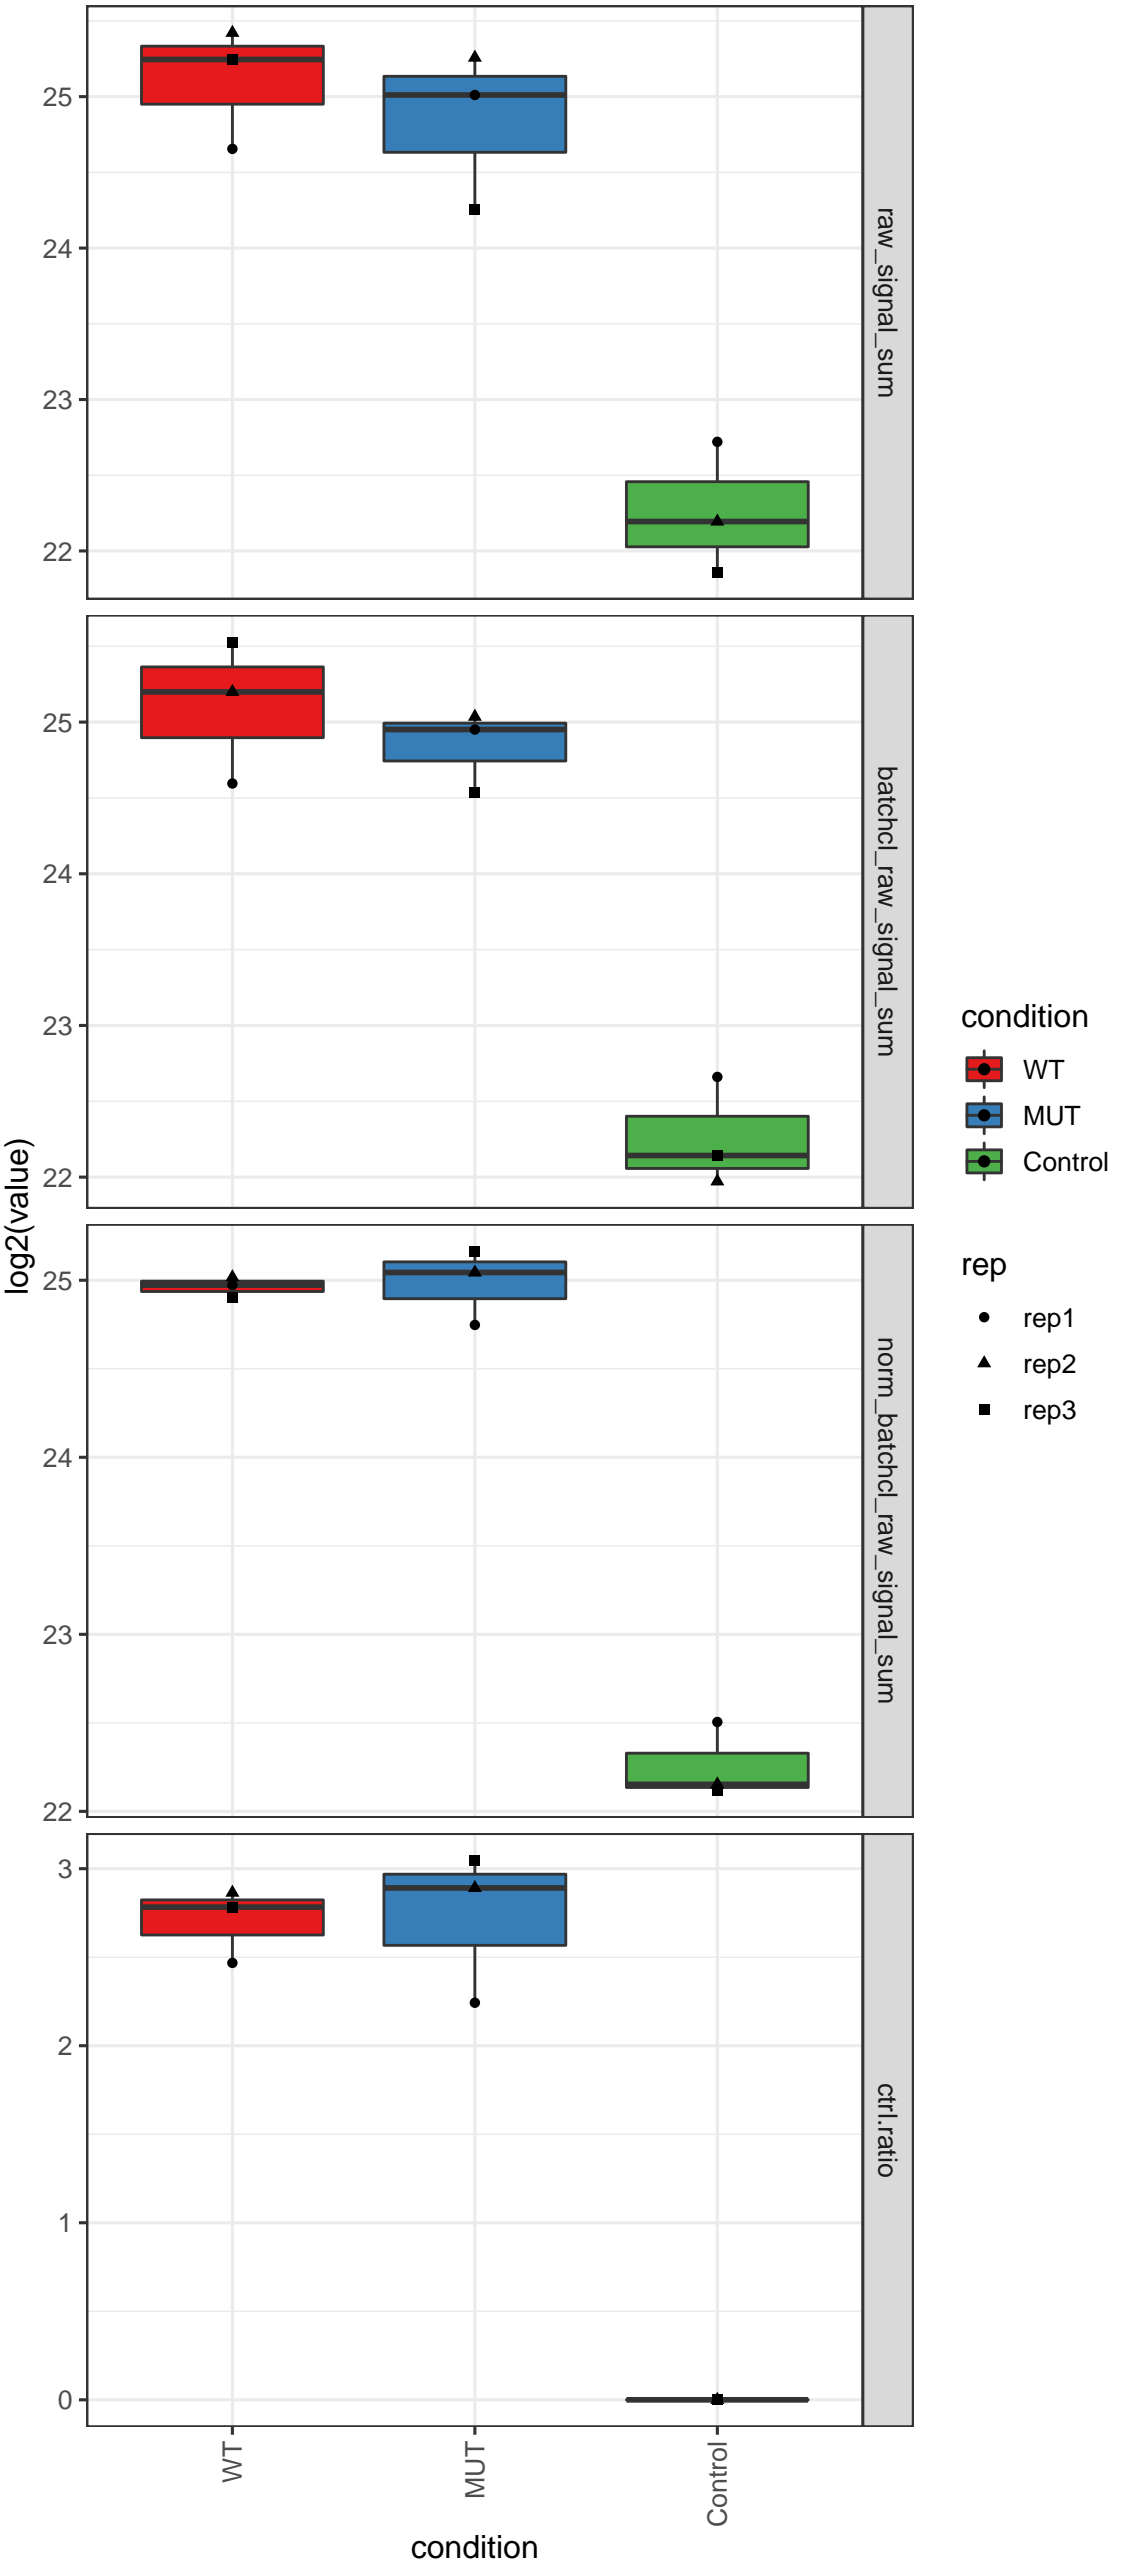 log2(value)
25
24
23
22
raw_signal_sum
25
24
23
22
batchcl_raw_signal_sum
25
24
23
22
norm_batchcl_raw_signal_sum
3
2
1
0
ctrl.ratio
WT
MUT
Control
condition
condition
WT
MUT
Control
rep
rep1
rep2
rep3